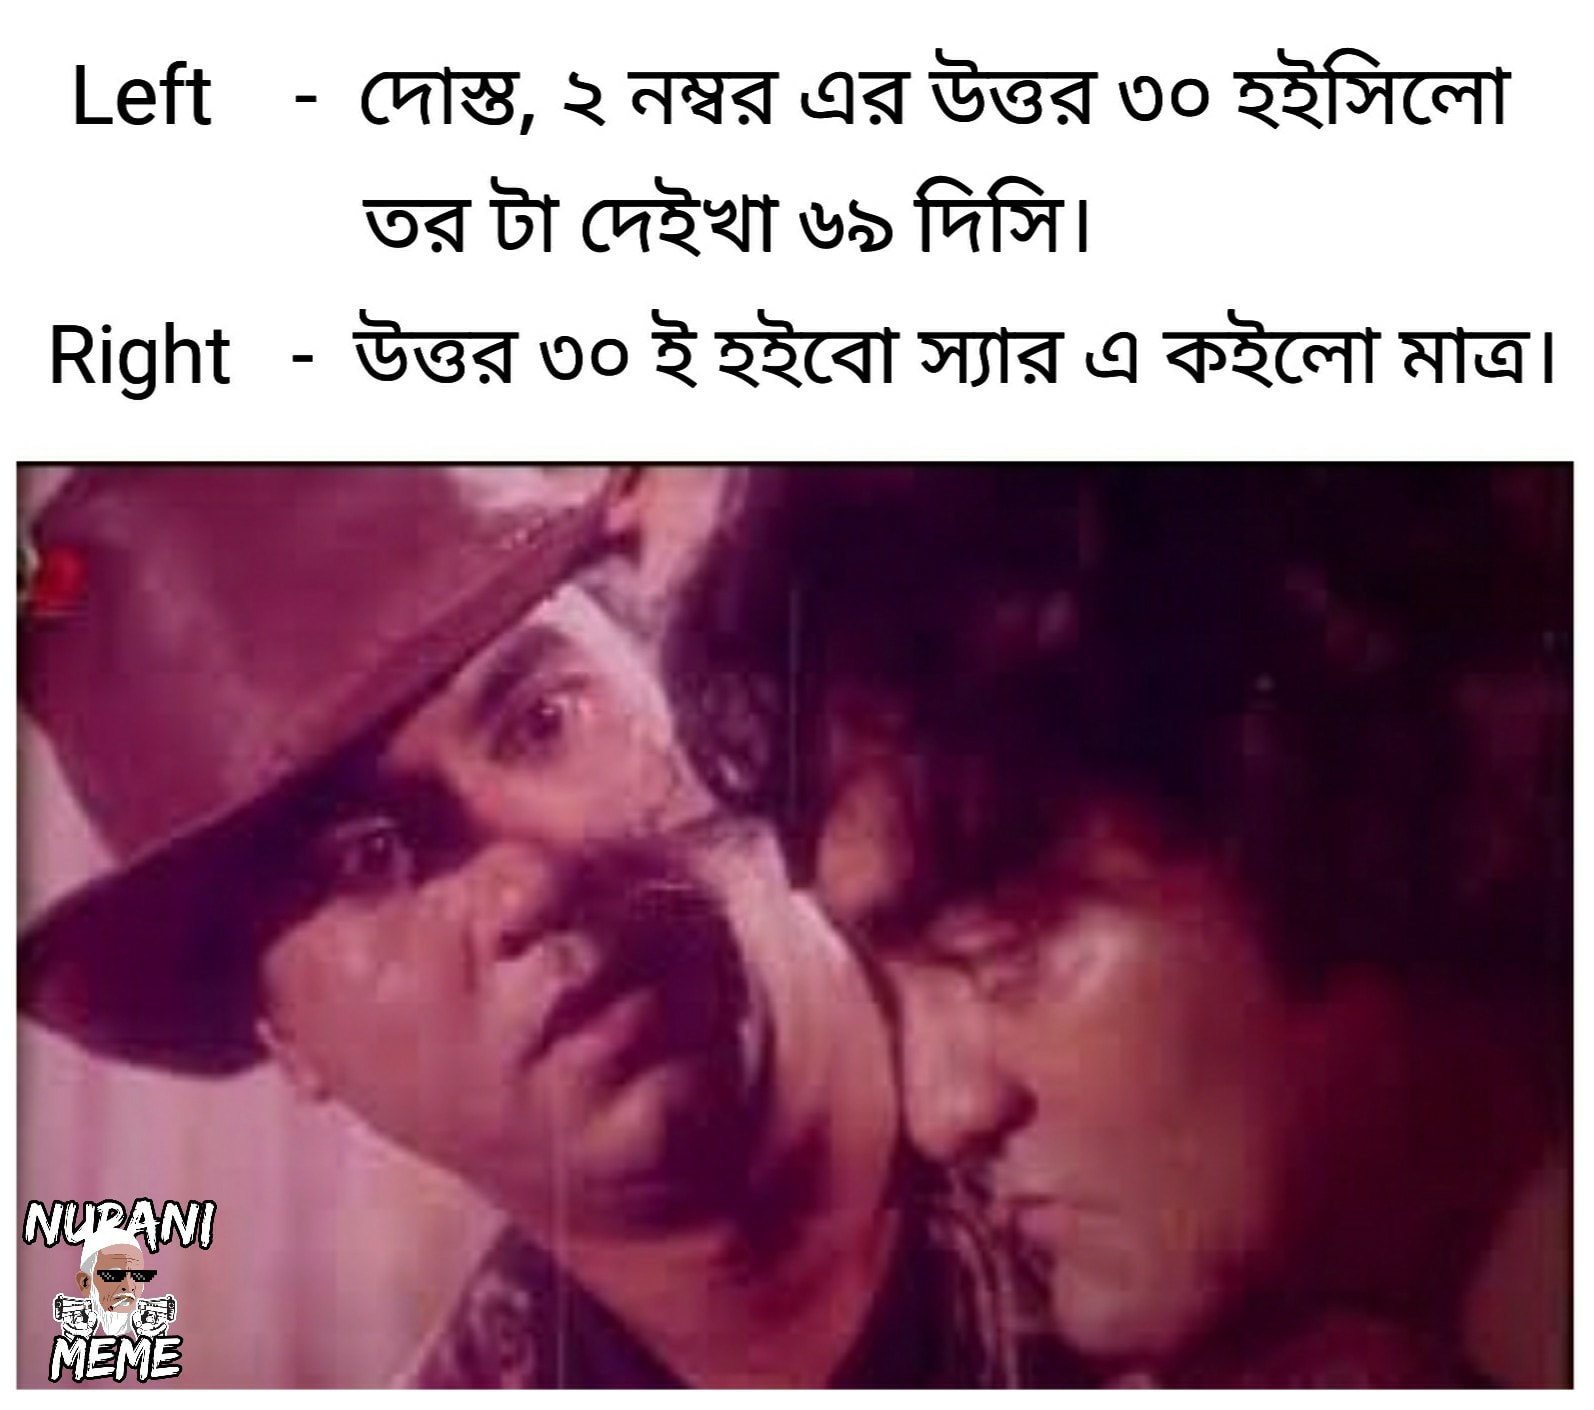 Left - দোস্ত, ২ নম্বর এর উত্তর ৩০ হইসিলো
তর টা দেইখা ৬৯ দিসি।
Right - উত্তর ৩০ ই হইবো স্যার এ কইলো মাত্র।
NURANI
MEME